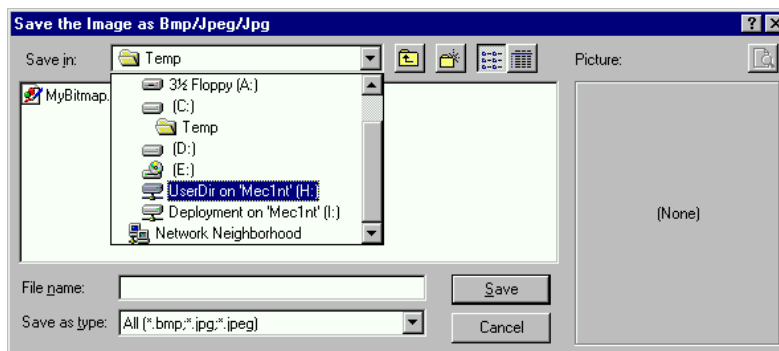 Save the Image as Bmp/Jpeg/Jpg
Save in: Temp Picture:
3½ Floppy (A:)
MyBitmap.
(C:)
Temp
(D:)
(E:)
UserDir on 'Mec1nt' (H:)
Deployment on 'Mec1nt' (I:)
(None)
Network Neighborhood
File name: Save
Save as type: All (*.bmp;*.jpg;*.jpeg) Cancel